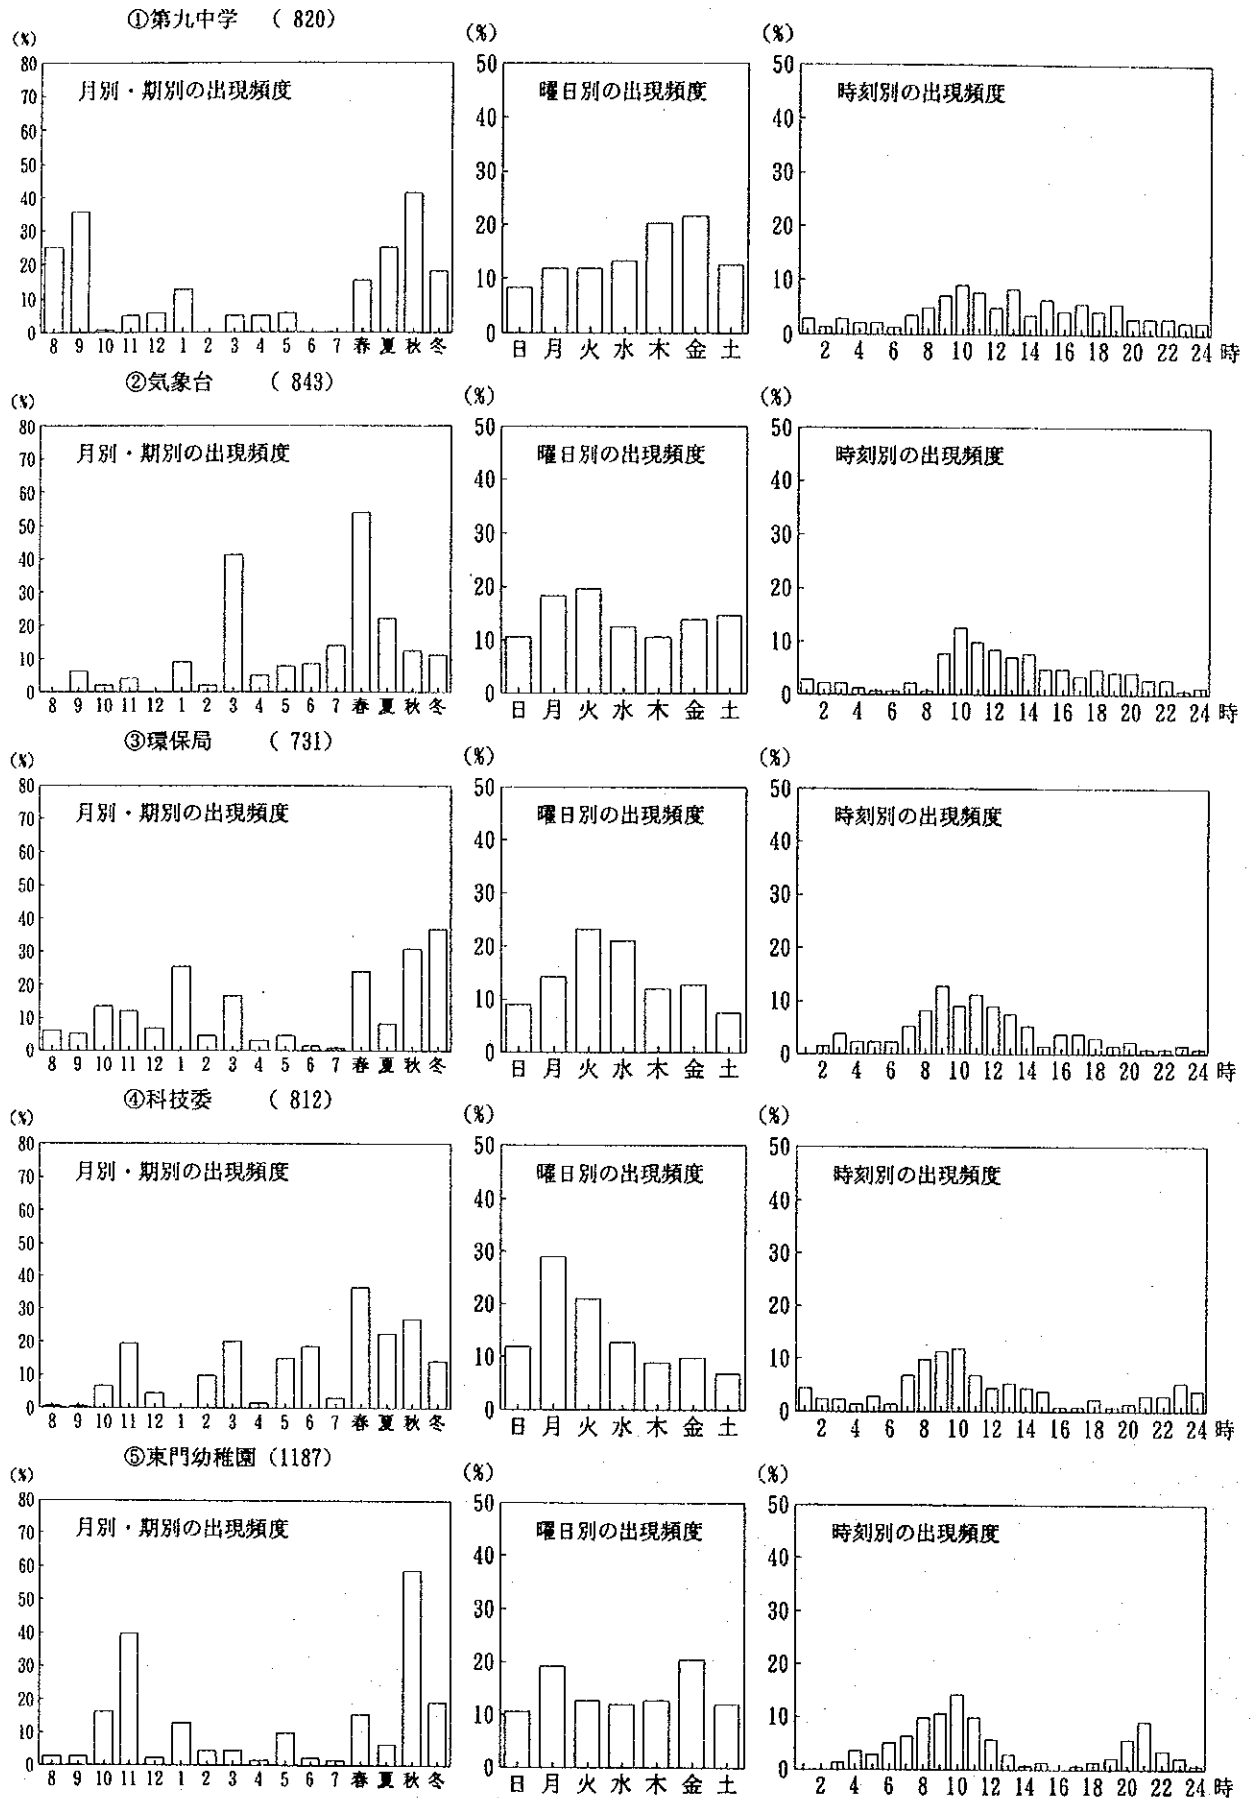 ①第九中学 ( 820)
(%) (%) (%)
80 70 60 50 40 30 20 10 0
月別・期別の出現頻度
8 9 10 11 12 1 2 3 4 5 6 7 春 夏 秋 冬
50 40 30 20 10 0
曜日別の出現頻度
日 月 火 水 木 金 土
50 40 30 20 10 0
時刻別の出現頻度
2 4 6 8 10 12 14 16 18 20 22 24 時
②気象台 ( 843)
(%) (%) (%)
80 70 60 50 40 30 20 10 0
月別・期別の出現頻度
8 9 10 11 12 1 2 3 4 5 6 7 春 夏 秋 冬
50 40 30 20 10 0
曜日別の出現頻度
日 月 火 水 木 金 土
50 40 30 20 10 0
時刻別の出現頻度
2 4 6 8 10 12 14 16 18 20 22 24 時
③環保局 ( 731)
(%) (%) (%)
80 70 60 50 40 30 20 10 0
月別・期別の出現頻度
8 9 10 11 12 1 2 3 4 5 6 7 春 夏 秋 冬
50 40 30 20 10 0
曜日別の出現頻度
日 月 火 水 木 金 土
50 40 30 20 10 0
時刻別の出現頻度
2 4 6 8 10 12 14 16 18 20 22 24 時
④科技委 ( 812)
(%) (%) (%)
80 70 60 50 40 30 20 10 0
月別・期別の出現頻度
8 9 10 11 12 1 2 3 4 5 6 7 春 夏 秋 冬
50 40 30 20 10 0
曜日別の出現頻度
日 月 火 水 木 金 土
50 40 30 20 10 0
時刻別の出現頻度
2 4 6 8 10 12 14 16 18 20 22 24 時
⑤東門幼稚園 (1187)
(%) (%) (%)
80 70 60 50 40 30 20 10 0
月別・期別の出現頻度
8 9 10 11 12 1 2 3 4 5 6 7 春 夏 秋 冬
50 40 30 20 10 0
曜日別の出現頻度
日 月 火 水 木 金 土
50 40 30 20 10 0
時刻別の出現頻度
2 4 6 8 10 12 14 16 18 20 22 24 時